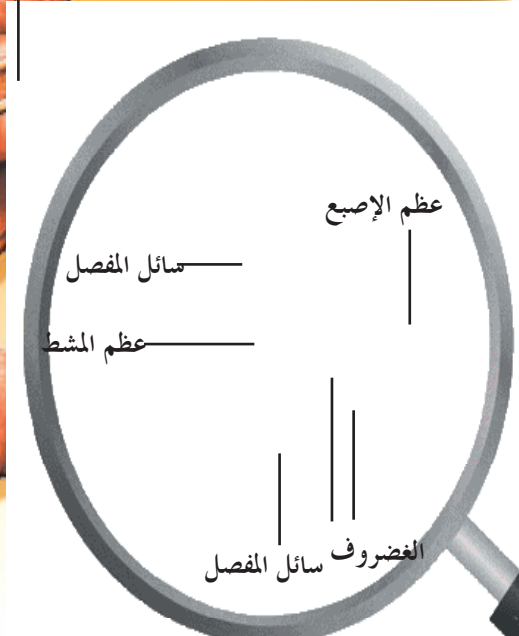 عظم الإصبع
سائل المفصل
عظم المشط
الغضروف
سائل المفصل